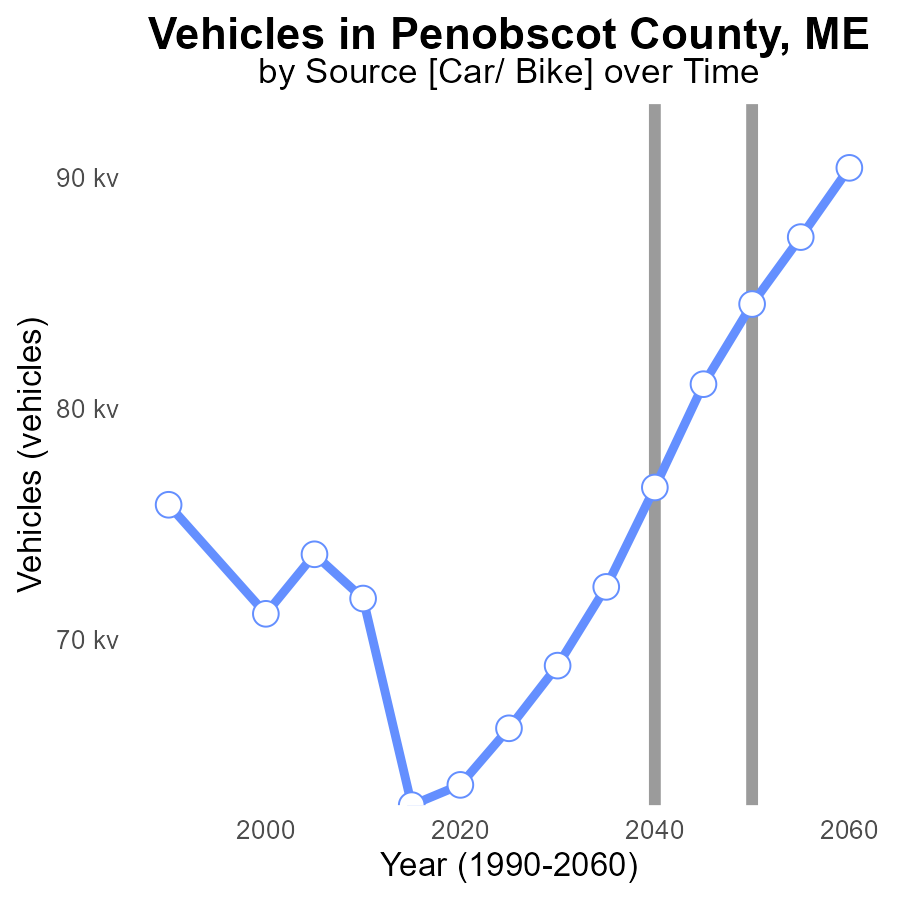 Vehicles in Penobscot County, ME
by Source [Car/ Bike] over Time
90 kv
80 kv
70 kv
Vehicles (vehicles)
2000
2020
2040
2060
Year (1990-2060)